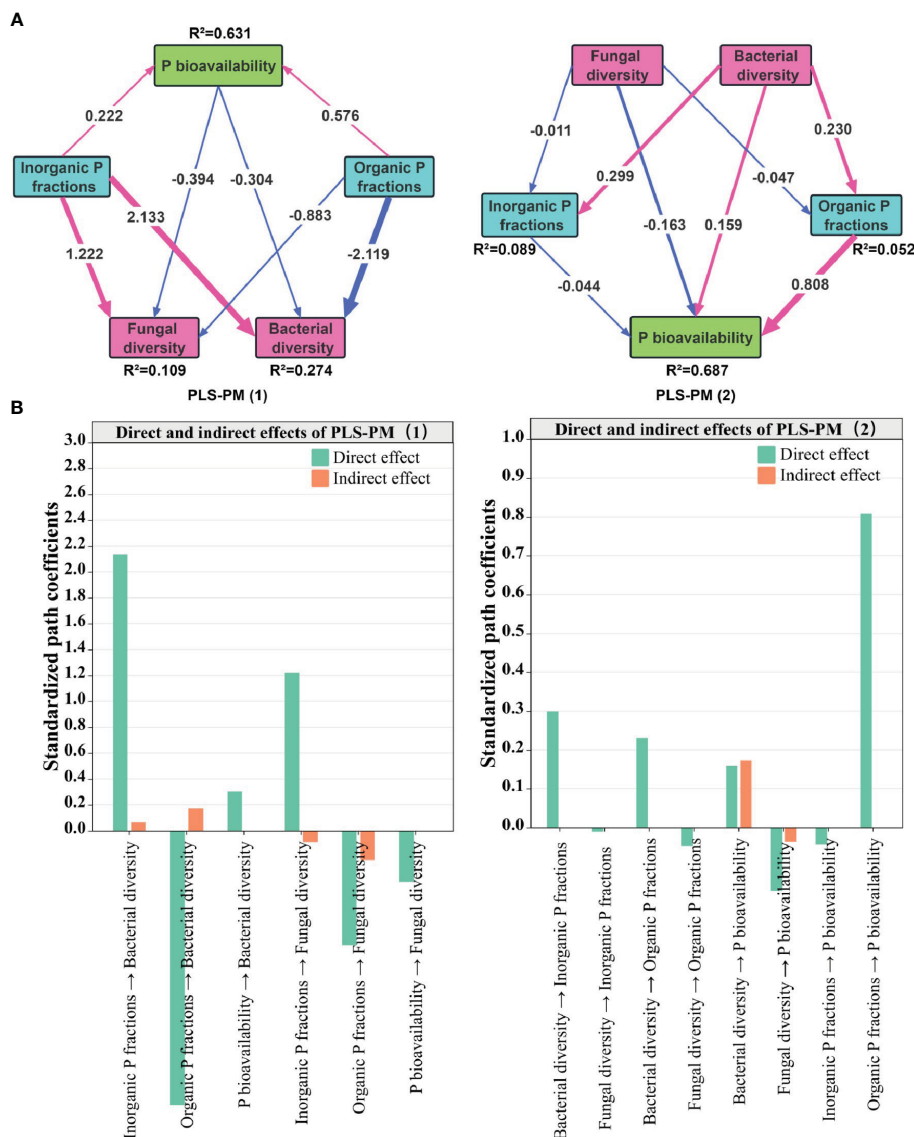 A
R²=0.631
P bioavailability
0.222
0.576
Inorganic P
fractions
Organic P
fractions
-0.394
-0.304
2.133
-0.883
1.222
-2.119
Fungal
diversity
Bacterial
diversity
R²=0.109
R²=0.274
PLS-PM (1)
Fungal
diversity
Bacterial
diversity
-0.011
0.230
0.299
-0.047
Inorganic P
fractions
Organic P
fractions
R²=0.089
-0.163
0.159
R²=0.052
-0.044
0.808
P bioavailability
R²=0.687
PLS-PM (2)
B
Direct and indirect effects of PLS-PM（1）
Direct effect
Indirect effect
Standardized path coefficients
3.0
2.8
2.6
2.4
2.2
2.0
1.8
1.6
1.4
1.2
1.0
0.8
0.6
0.4
0.2
0.0
Inorganic P fractions → Bacterial diversity
Organic P fractions → Bacterial diversity
P bioavailability → Bacterial diversity
Inorganic P fractions → Fungal diversity
Organic P fractions → Fungal diversity
P bioavailability → Fungal diversity
Direct and indirect effects of PLS-PM（2）
Direct effect
Indirect effect
Standardized path coefficients
1.0
0.9
0.8
0.7
0.6
0.5
0.4
0.3
0.2
0.1
0.0
Bacterial diversity → Inorganic P fractions
Fungal diversity → Inorganic P fractions
Bacterial diversity → Organic P fractions
Fungal diversity → Organic P fractions
Bacterial diversity → P bioavailability
Fungal diversity → P bioavailability
Inorganic P fractions → P bioavailability
Organic P fractions → P bioavailability